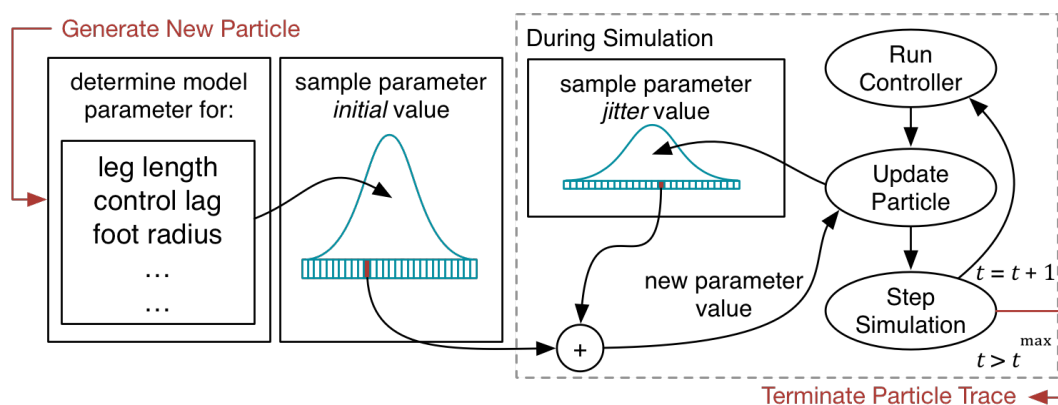 Generate New Particle
determine model
parameter for:
leg length
control lag
foot radius
...
...
sample parameter
initial value
During Simulation
sample parameter
jitter value
Run
Controller
Update
Particle
Step
Simulation
new parameter
value
+
t = t + 1
t > t^max
Terminate Particle Trace